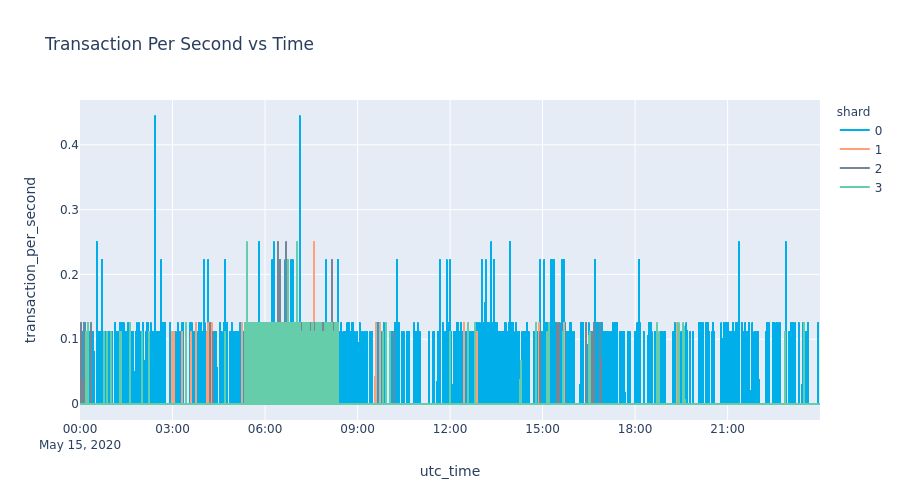 Transaction Per Second vs Time
shard
0
1
2
3
0.4
0.3
0.2
0.1
0
transaction_per_second
00:00 03:00 06:00 09:00 12:00 15:00 18:00 21:00
May 15, 2020
utc_time